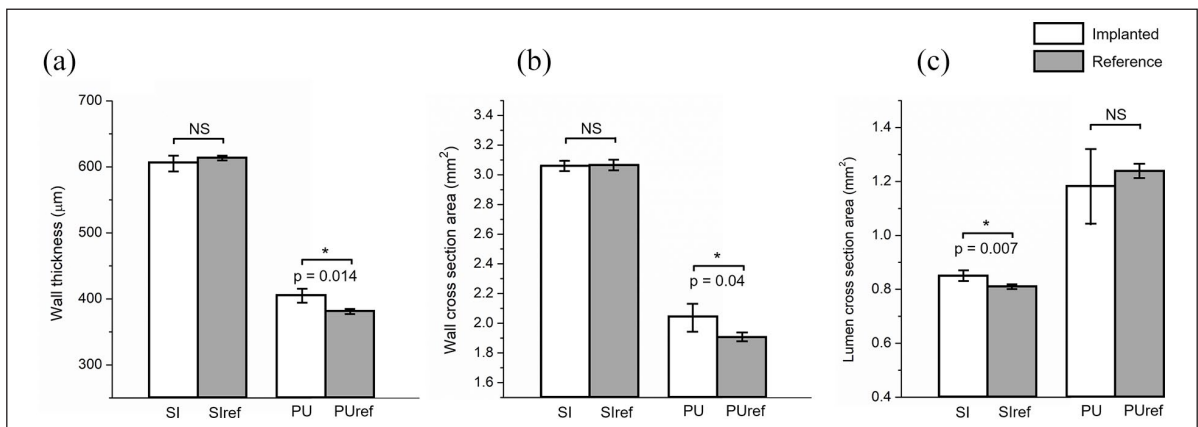 Implanted
Reference
(a)
Wall thickness (μm)
700
600
500
400
300
NS
*
p = 0.014
SI SIref PU PUref
(b)
Wall cross section area (mm²)
3.4
3.2
3.0
2.8
2.6
2.4
2.2
2.0
1.8
1.6
NS
*
p = 0.04
SI SIref PU PUref
(c)
Lumen cross section area (mm²)
1.4
1.2
1.0
0.8
0.6
0.4
NS
*
p = 0.007
SI SIref PU PUref